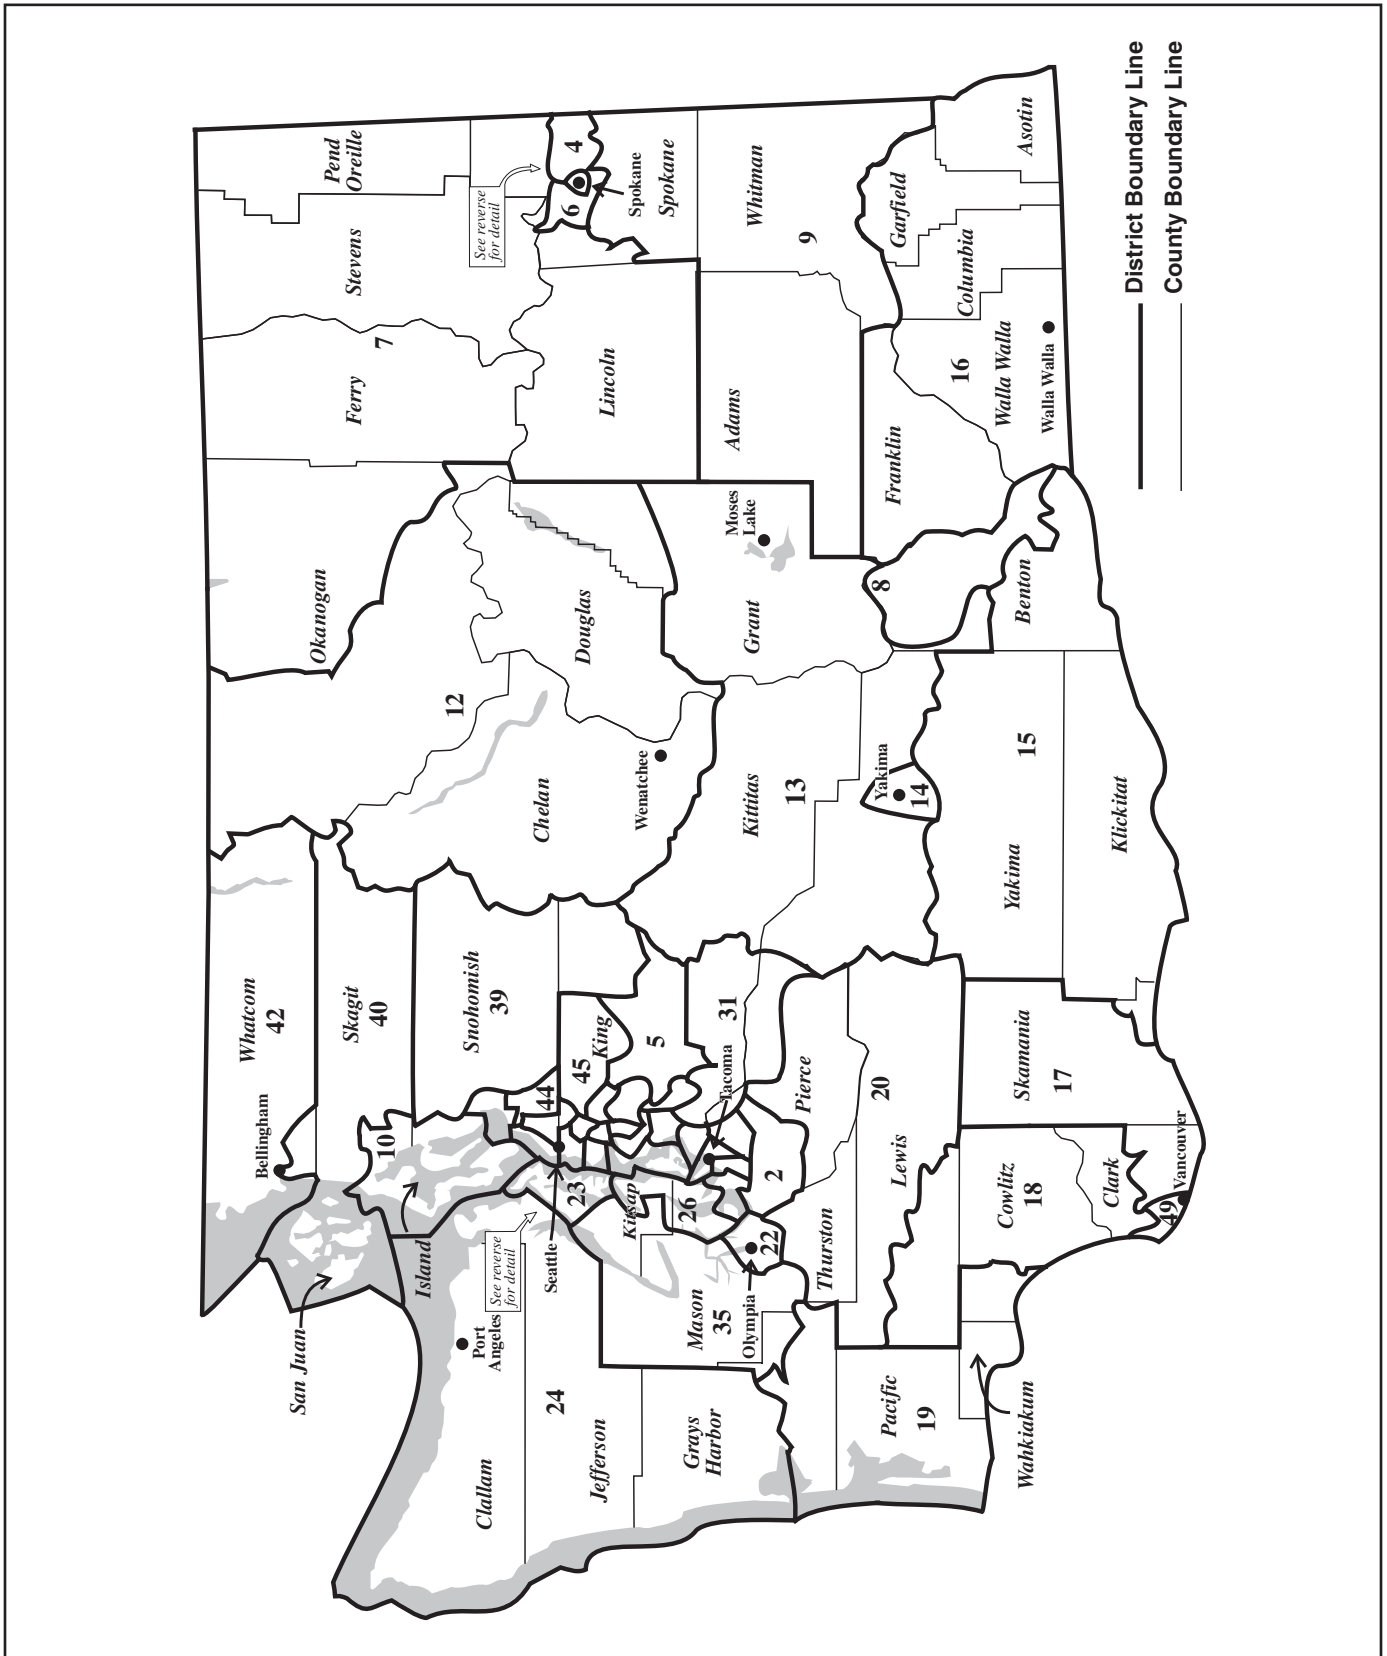 Whatcom
42
Bellingham
San Juan
Skagit
40
10
Island
Snohomish
39
44
Okanogan
12
Chelan
Wenatchee
Douglas
Ferry
7
Stevens
Pend
Oreille
See reverse
for detail
4
6
Spokane
Spokane
Lincoln
Clallam
Port
Angeles
See reverse
for detail
24
Jefferson
Seattle
23
Kitsap
26
45
King
5
31
Tacoma
Grays
Harbor
Mason
35
Olympia
22
2
Pierce
Thurston
Kittitas
13
Grant
Moses
Lake
Adams
Whitman
9
Pacific
19
Wahkiakum
Lewis
20
Yakima
14
Yakima
15
8
Benton
Franklin
16
Walla Walla
Walla Walla
Columbia
Garfield
Asotin
Cowlitz
18
Clark
49
Vancouver
Skamania
17
Klickitat
District Boundary Line
County Boundary Line